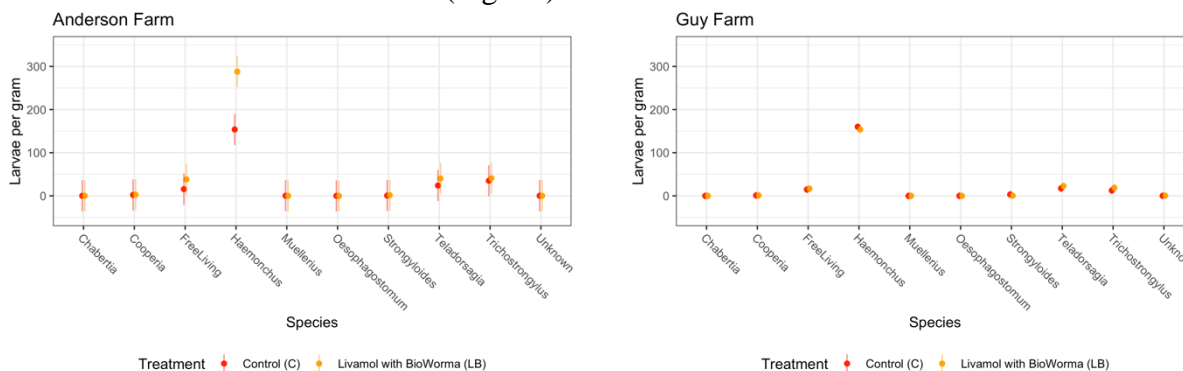 Anderson Farm
Larvae per gram
300
200
100
0
Chabertia
Cooperia
FreeLiving
Haemonchus
Muellerius
Oesophagostomum
Strongyloides
Teladorsagia
Trichostrongylus
Unknown
Species
Treatment Control (C) Livamol with BioWorma (LB)
Guy Farm
Larvae per gram
300
200
100
0
Chabertia
Cooperia
FreeLiving
Haemonchus
Muellerius
Oesophagostomum
Strongyloides
Teladorsagia
Trichostrongylus
Unknown
Species
Treatment Control (C) Livamol with BioWorma (LB)